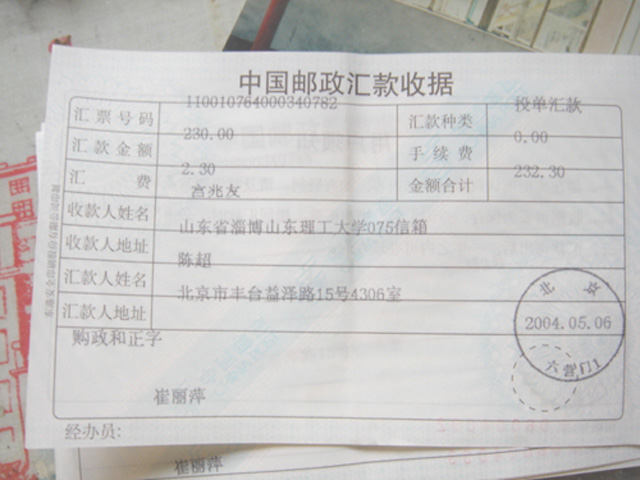 中国邮政汇款收据
汇票号码 110010764000340782 汇款种类 投单汇款
汇款金额 230.00 手续费 0.00
汇费 2.30 金额合计 232.30
收款人姓名 宫兆友
收款人地址 山东省淄博山东理工大学075信箱
汇款人姓名 陈超
汇款人地址 北京市丰台益泽路15号4306室
购政和正字
北京
2004.05.06
六营门1
崔丽萍
经办员:
崔丽萍